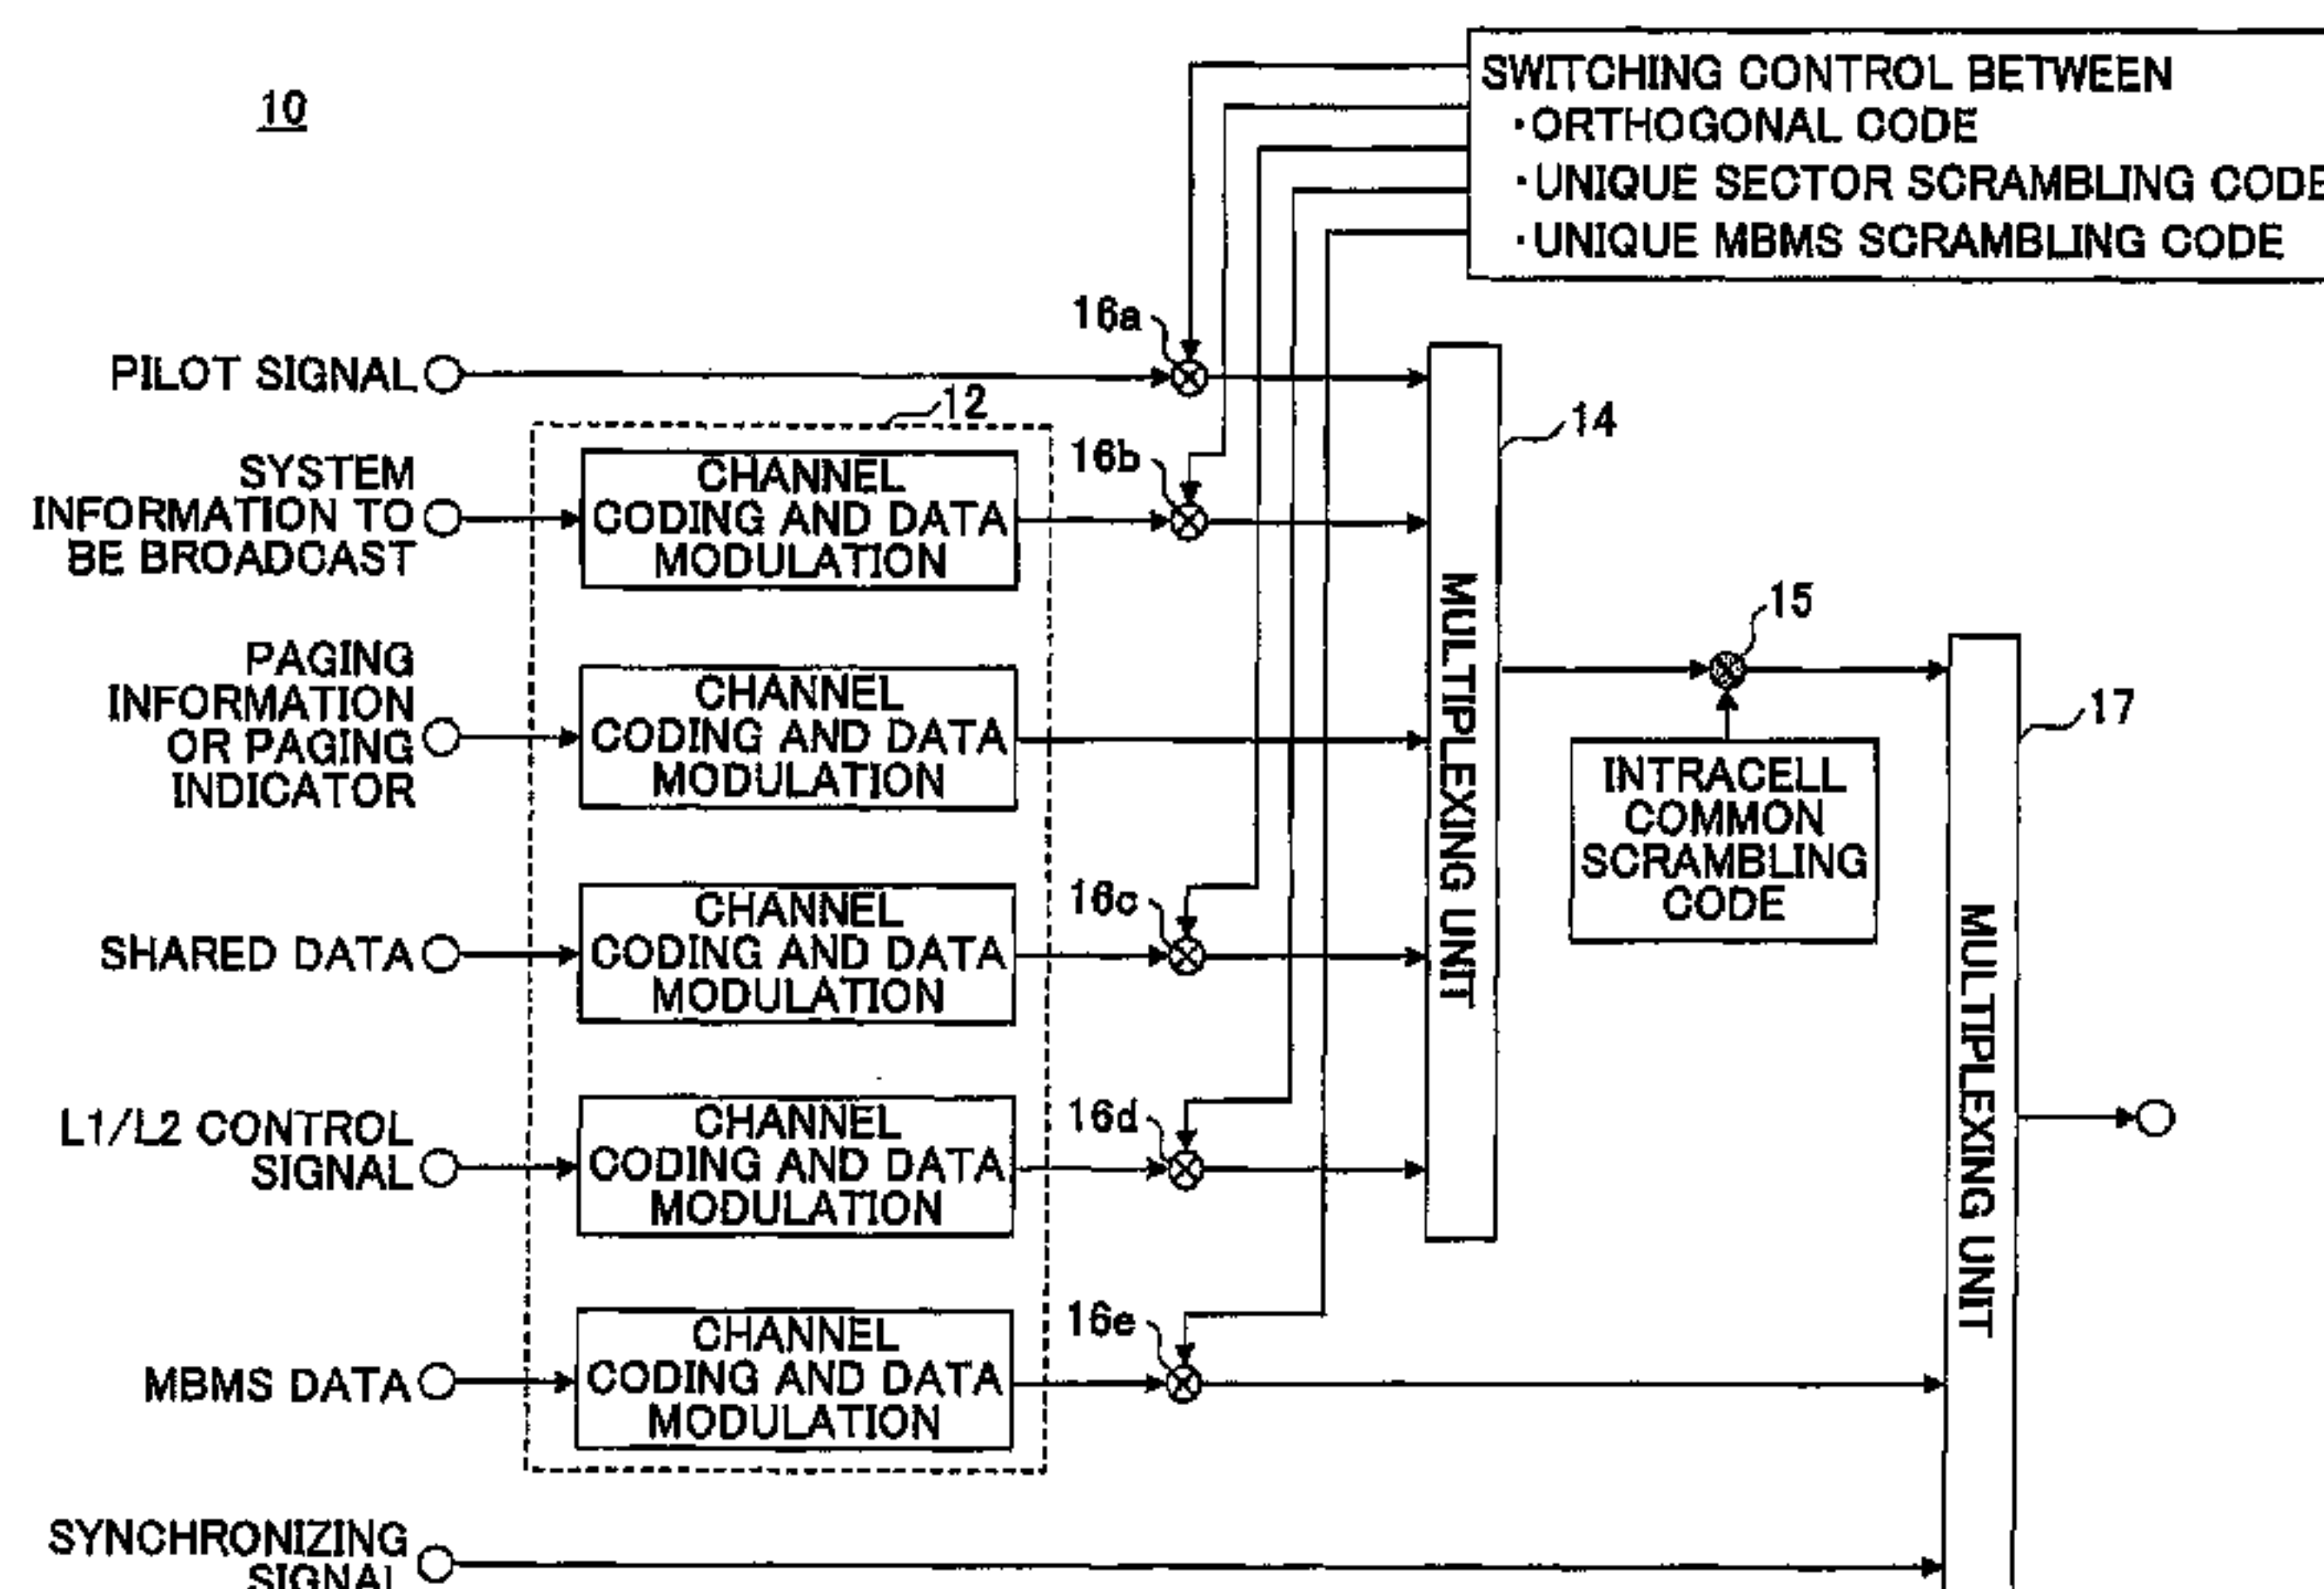 10
SWITCHING CONTROL BETWEEN
・ORTHOGONAL CODE
・UNIQUE SECTOR SCRAMBLING CODE
・UNIQUE MBMS SCRAMBLING CODE
16a
PILOT SIGNAL
12
14
SYSTEM
INFORMATION TO
BE BROADCAST
CHANNEL
CODING AND DATA
MODULATION
16b
MULTIPLEXING UNIT
15
PAGING
INFORMATION
OR PAGING
INDICATOR
CHANNEL
CODING AND DATA
MODULATION
INTRACELL
COMMON
SCRAMBLING
CODE
17
MULTIPLEXING UNIT
SHARED DATA
CHANNEL
CODING AND DATA
MODULATION
16c
L1/L2 CONTROL
SIGNAL
CHANNEL
CODING AND DATA
MODULATION
16d
MBMS DATA
CHANNEL
CODING AND DATA
MODULATION
16e
SYNCHRONIZING
SIGNAL